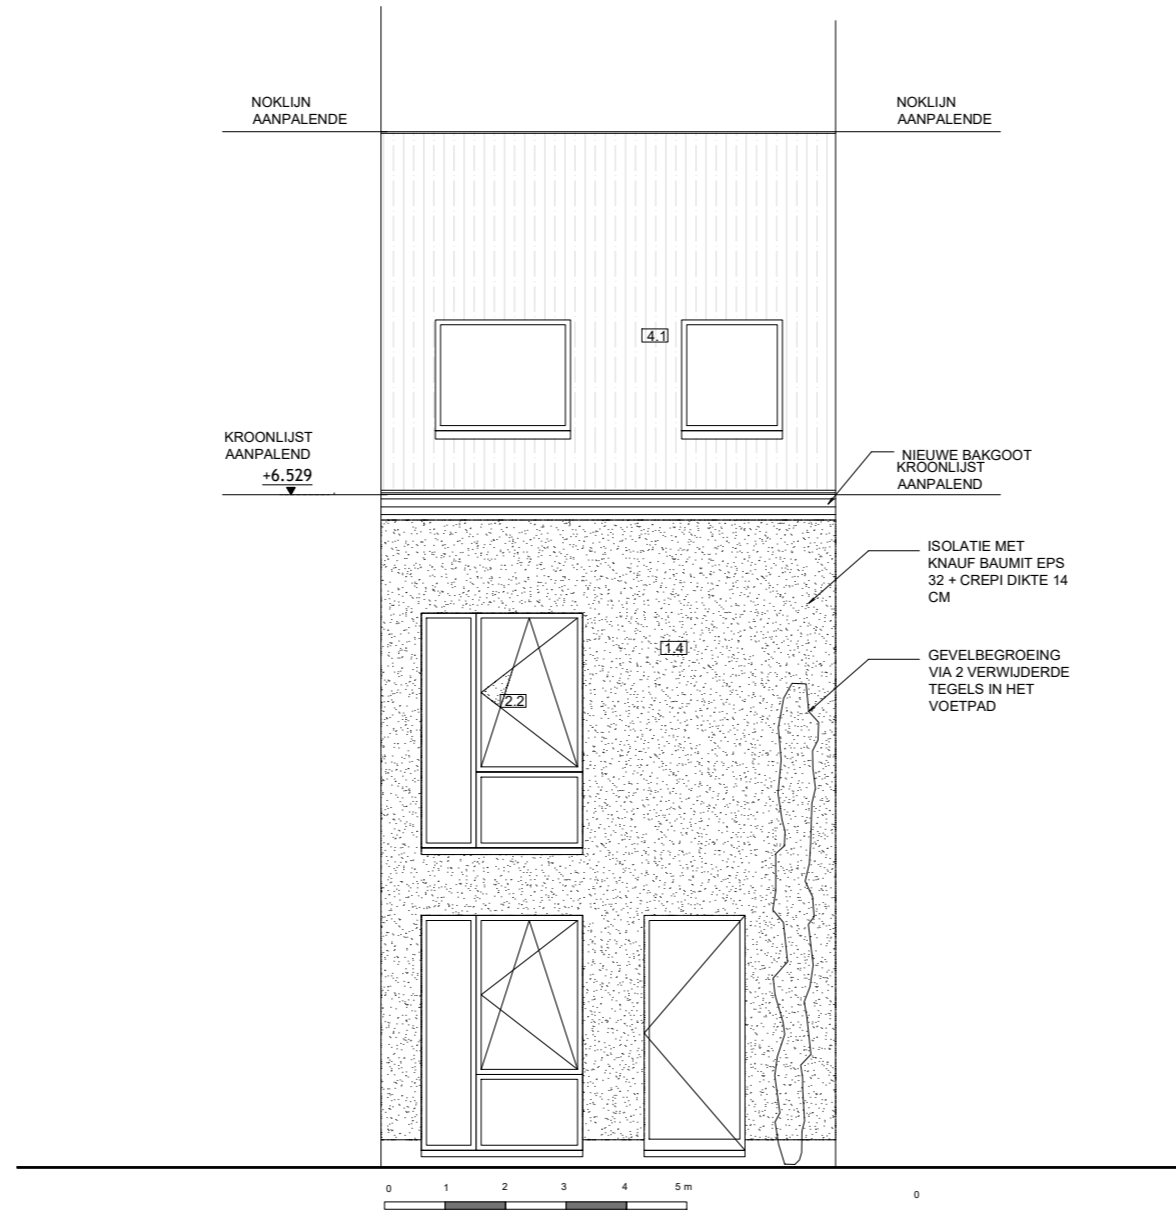 NOKLIJN
AANPALENDE
NOKLIJN
AANPALENDE
4.1
KROONLIJST
AANPALEND
+6.529
NIEUWE BAKGOOT
KROONLIJST
AANPALEND
ISOLATIE MET
KNAUF BAUMIT EPS
32 + CREPI DIKTE 14
CM
1.4
GEVELBEGROEING
VIA 2 VERWIJDERDE
TEGELS IN HET
VOETPAD
2.2
0 1 2 3 4 5 m
0